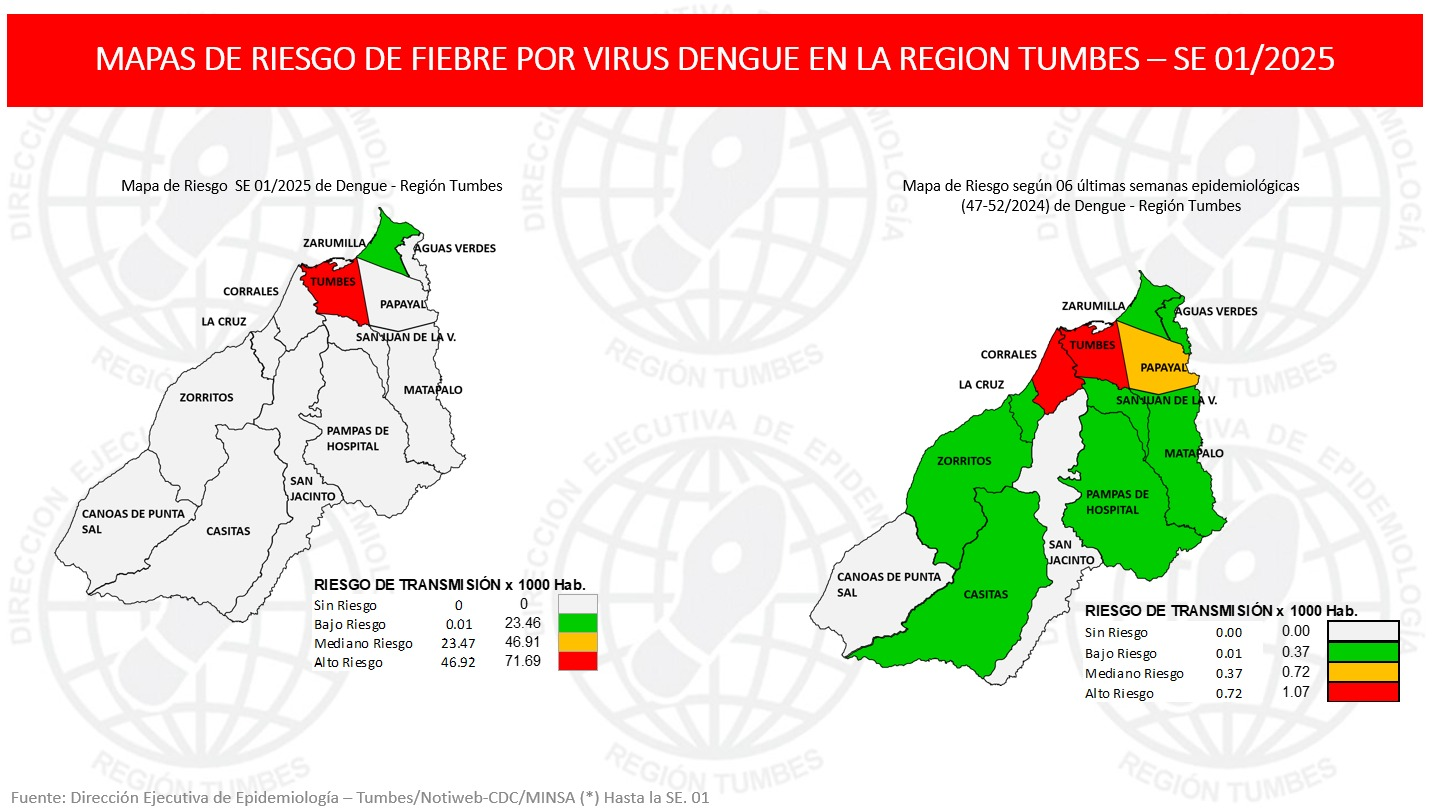 MAPAS DE RIESGO DE FIEBRE POR VIRUS DENGUE EN LA REGION TUMBES – SE 01/2025
Mapa de Riesgo SE 01/2025 de Dengue - Región Tumbes
ZARUMILLA
AGUAS VERDES
TUMBES
CORRALES
PAPAYAL
LA CRUZ
SAN JUAN DE LA V.
ZORRITOS
MATAPALO
PAMPAS DE
HOSPITAL
SAN
JACINTO
CANOAS DE PUNTA
SAL
CASITAS
RIESGO DE TRANSMISIÓN x 1000 Hab.
Sin Riesgo 0 0
Bajo Riesgo 0.01 23.46
Mediano Riesgo 23.47 46.91
Alto Riesgo 46.92 71.69
Mapa de Riesgo según 06 últimas semanas epidemiológicas
(47-52/2024) de Dengue - Región Tumbes
ZARUMILLA
AGUAS VERDES
TUMBES
CORRALES
PAPAYAL
LA CRUZ
SAN JUAN DE LA V.
ZORRITOS
MATAPALO
PAMPAS DE
HOSPITAL
SAN
JACINTO
CANOAS DE PUNTA
SAL
CASITAS
RIESGO DE TRANSMISIÓN x 1000 Hab.
Sin Riesgo 0.00 0.00
Bajo Riesgo 0.01 0.37
Mediano Riesgo 0.37 0.72
Alto Riesgo 0.72 1.07
Fuente: Dirección Ejecutiva de Epidemiología – Tumbes/Notiweb-CDC/MINSA (*) Hasta la SE. 01
DIRECCION EJECUTIVA DE EPIDEMIOLOGÍA
REGIÓN TUMBES